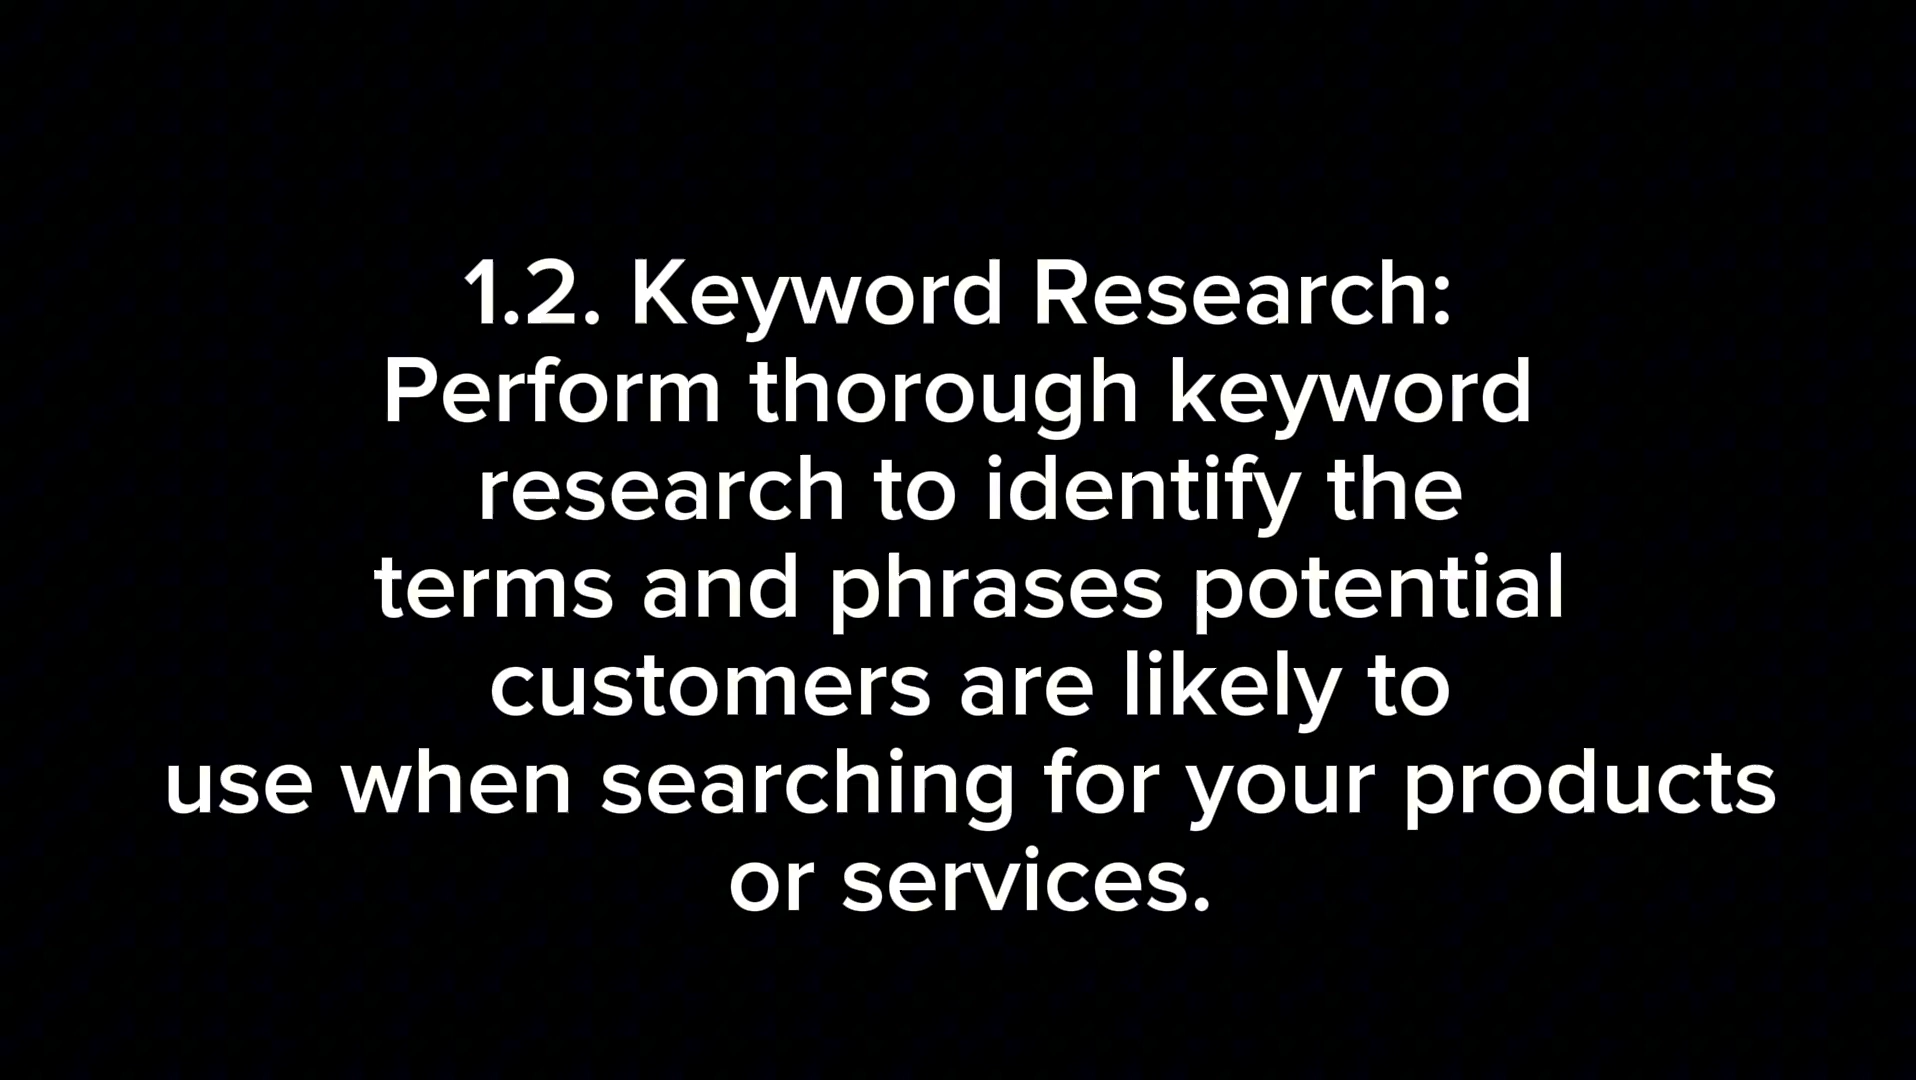 1.2. Keyword Research:
Perform thorough keyword
research to identify the
terms and phrases potential
customers are likely to
use when searching for your products
or services.